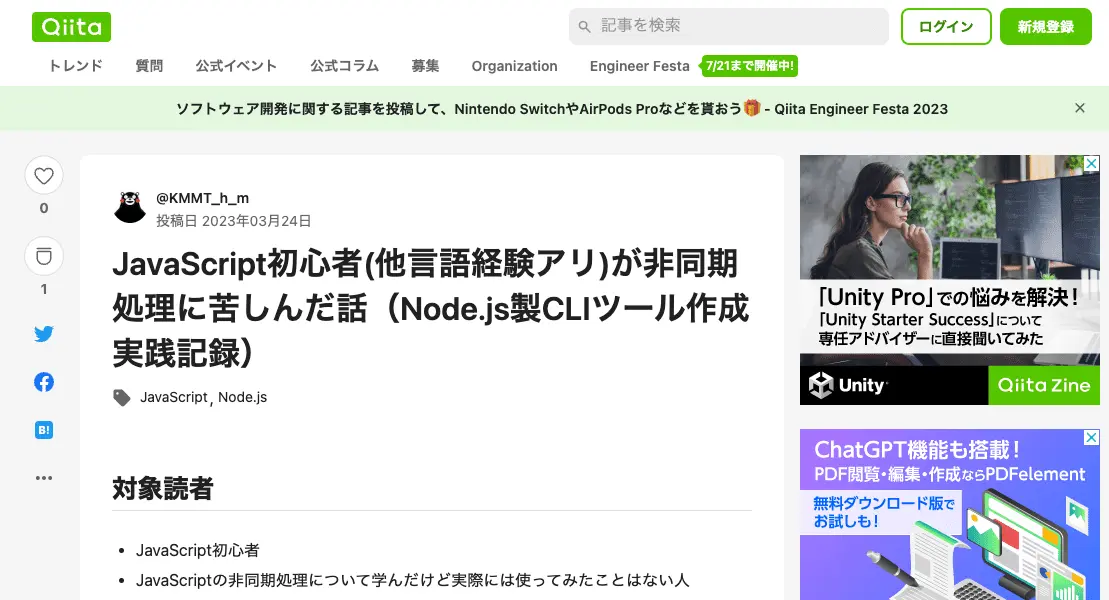 Qiita
記事を検索
ログイン
新規登録
トレンド
質問
公式イベント
公式コラム
募集
Organization
Engineer Festa
7/21まで開催中!
ソフトウェア開発に関する記事を投稿して、Nintendo SwitchやAirPods Proなどを貰おう🎁 - Qiita Engineer Festa 2023
0
1
B!
@KMMT_h_m
投稿日 2023年03月24日
JavaScript初心者(他言語経験アリ)が非同期
処理に苦しんだ話（Node.js製CLIツール作成
実践記録）
JavaScript, Node.js
対象読者
• JavaScript初心者
• JavaScriptの非同期処理について学んだけど実際には使ってみたことはない人
「Unity Pro」での悩みを解決！
「Unity Starter Success」について
専任アドバイザーに直接聞いてみた
Unity
Qiita Zine
ChatGPT機能も搭載！
PDF閲覧・編集・作成ならPDFelement
無料ダウンロード版で
お試しも！